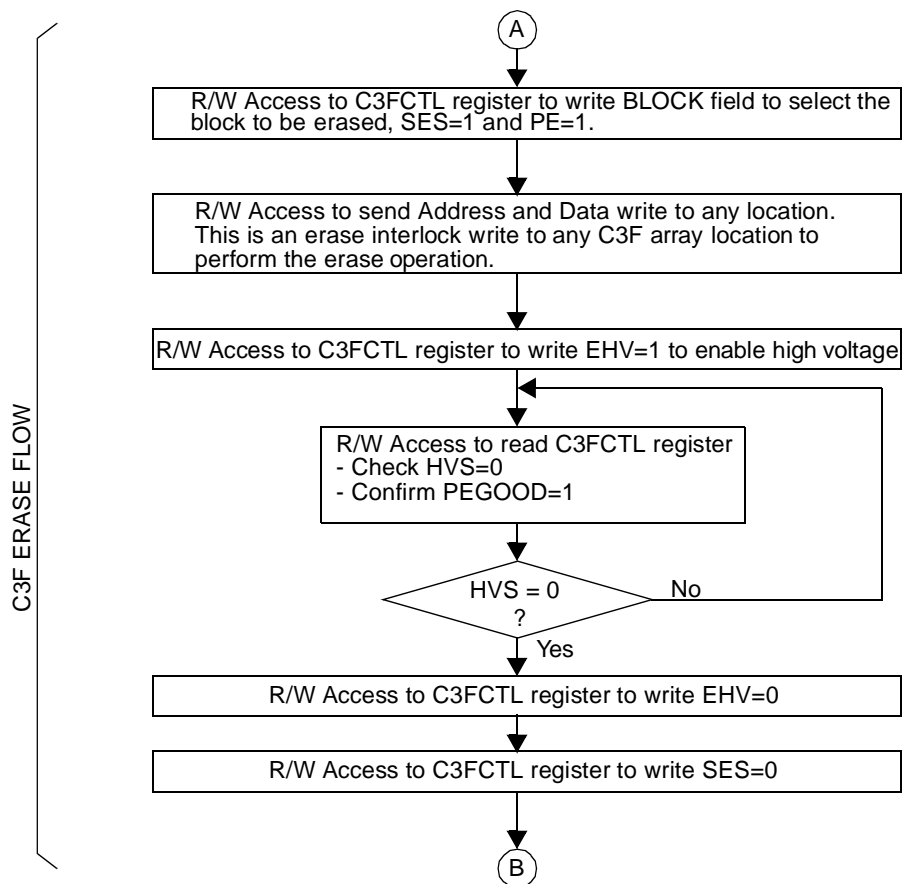 A
R/W Access to C3FCTL register to write BLOCK field to select the
block to be erased, SES=1 and PE=1.
R/W Access to send Address and Data write to any location.
This is an erase interlock write to any C3F array location to
perform the erase operation.
R/W Access to C3FCTL register to write EHV=1 to enable high voltage
C3F ERASE FLOW
R/W Access to read C3FCTL register
- Check HVS=0
- Confirm PEGOOD=1
HVS = 0
?
No
Yes
R/W Access to C3FCTL register to write EHV=0
R/W Access to C3FCTL register to write SES=0
B